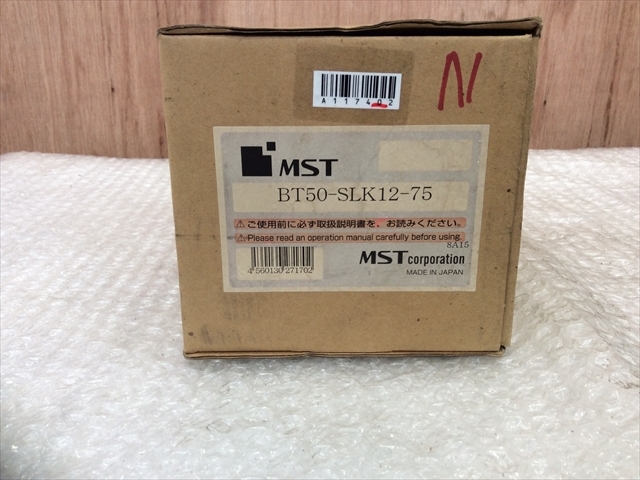 A117402
N
MST
BT50-SLK12-75
⚠ご使用前に必ず取扱説明書を、お読みください。
⚠Please read an operation manual carefully before using.
8A15
4560130271702
MST corporation
MADE IN JAPAN